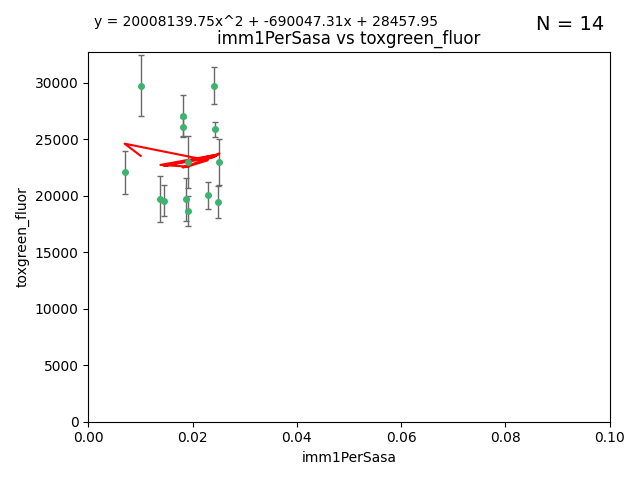 y = 20008139.75x^2 + -690047.31x + 28457.95
N = 14
imm1PerSasa vs toxgreen_fluor
30000
25000
20000
15000
10000
5000
0
toxgreen_fluor
0.00
0.02
0.04
0.06
0.08
0.10
imm1PerSasa